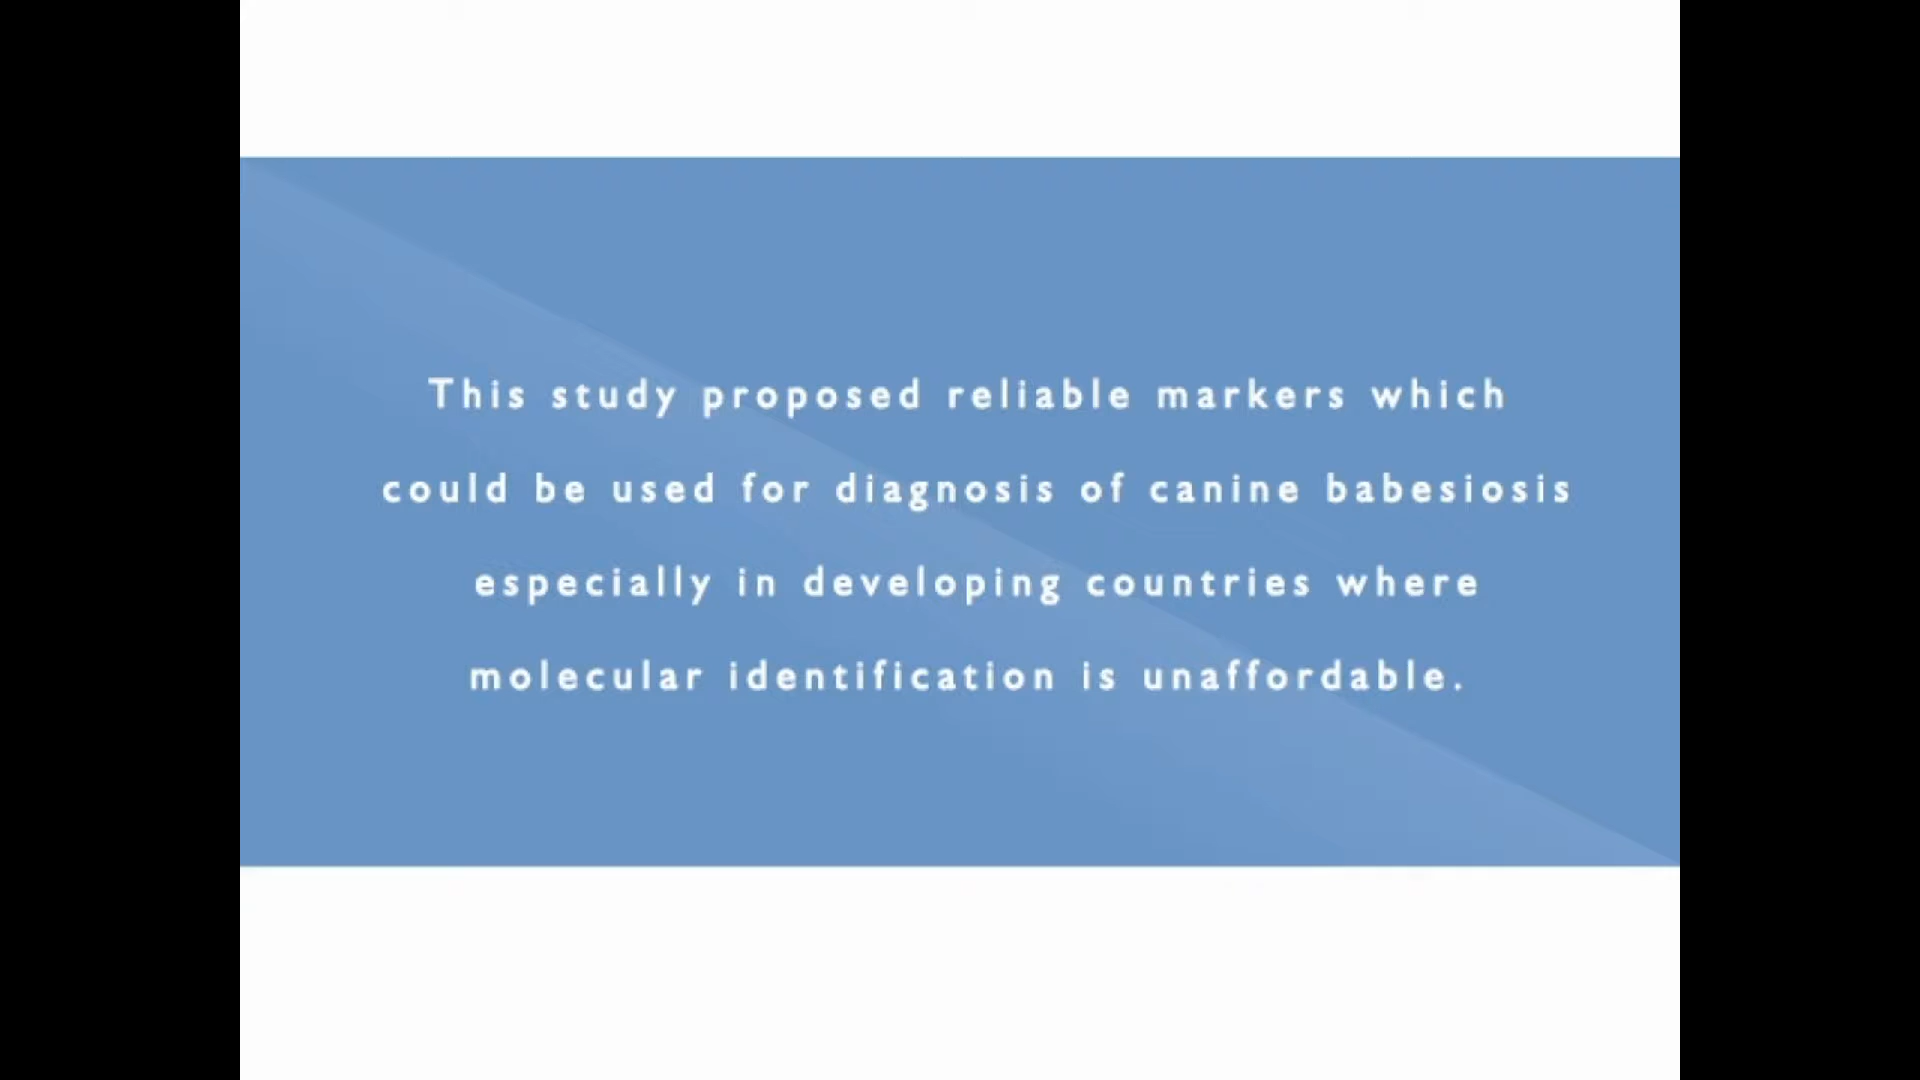 This study proposed reliable markers which
could be used for diagnosis of canine babesiosis
especially in developing countries where
molecular identification is unaffordable.